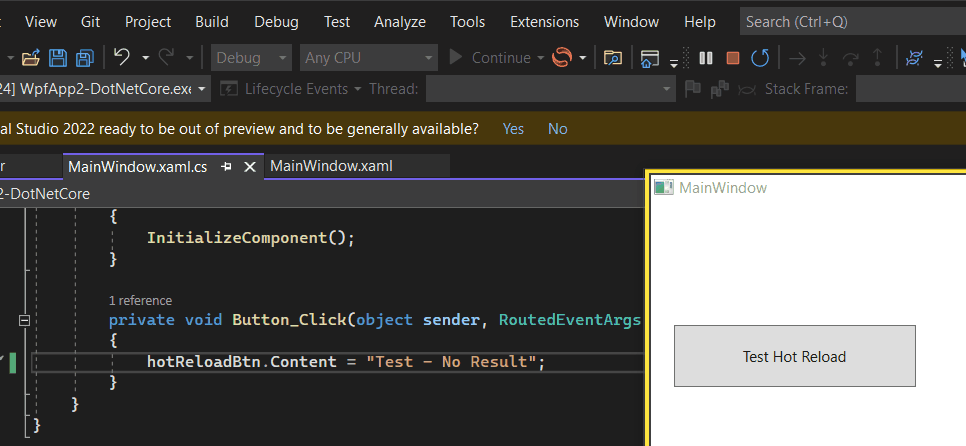 View Git Project Build Debug Test Analyze Tools Extensions Window Help Search (Ctrl+Q)
Debug Any CPU Continue
24] WpfApp2-DotNetCore.exe Lifecycle Events Thread: Stack Frame:
al Studio 2022 ready to be out of preview and to be generally available? Yes No
r MainWindow.xaml.cs MainWindow.xaml
2-DotNetCore
MainWindow
{
InitializeComponent();
}
1 reference
private void Button_Click(object sender, RoutedEventArgs
{
hotReloadBtn.Content = "Test - No Result";
}
}
}
Test Hot Reload